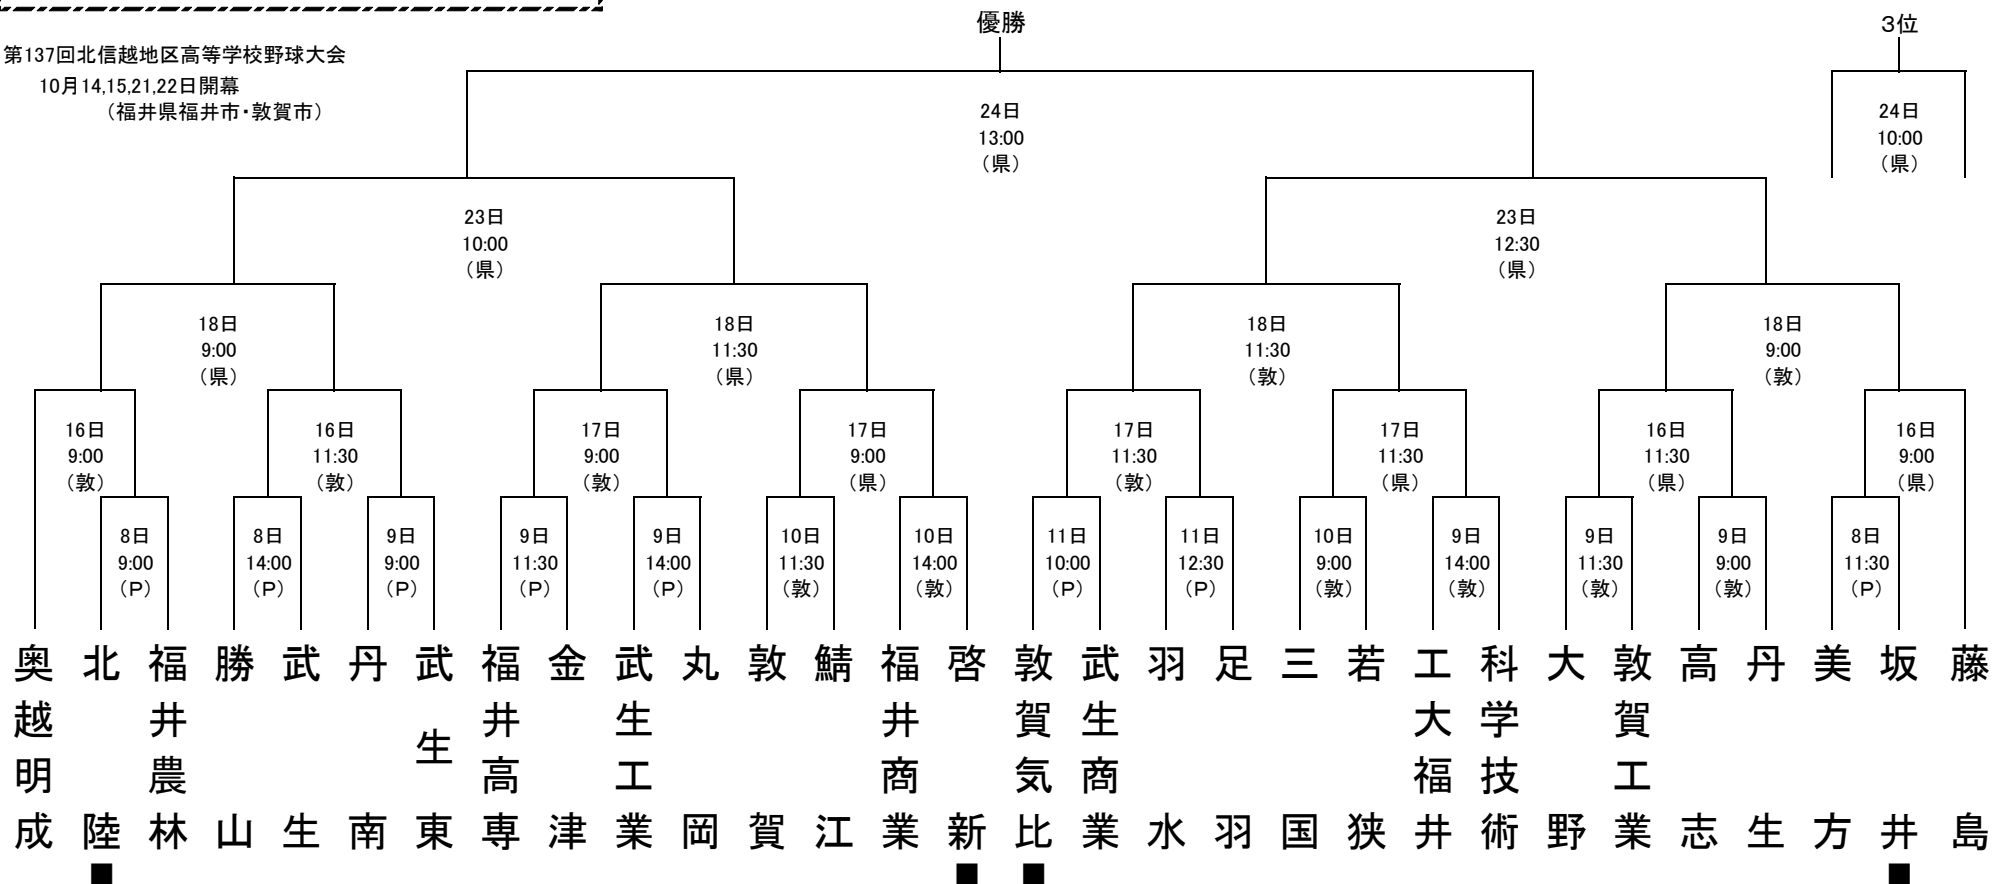 優勝
3位
第137回北信越地区高等学校野球大会
10月14,15,21,22日開幕
（福井県福井市・敦賀市）
24日
13:00
（県）
24日
10:00
（県）
23日
10:00
（県）
23日
12:30
（県）
18日
9:00
（県）
18日
11:30
（県）
18日
11:30
（敦）
18日
9:00
（敦）
16日
9:00
（敦）
16日
11:30
（敦）
17日
9:00
（敦）
17日
9:00
（県）
17日
11:30
（敦）
17日
11:30
（県）
16日
11:30
（県）
16日
9:00
（県）
8日
9:00
（P）
8日
14:00
（P）
9日
9:00
（P）
9日
11:30
（P）
9日
14:00
（P）
10日
11:30
（敦）
10日
14:00
（敦）
11日
10:00
（P）
11日
12:30
（P）
10日
9:00
（敦）
9日
14:00
（敦）
9日
11:30
（敦）
9日
9:00
（敦）
8日
11:30
（P）
奥越明成
北陸
福井農林
勝山
武生
丹南
武生東
福井高専
金津
武生工業
丸岡
敦賀
鯖江
福井商業
啓新
敦賀気比
武生商業
羽水
足羽
三国
若狭
工大福井
科学技術
大野
敦賀工業
高志
丹生
美方
坂井
藤島